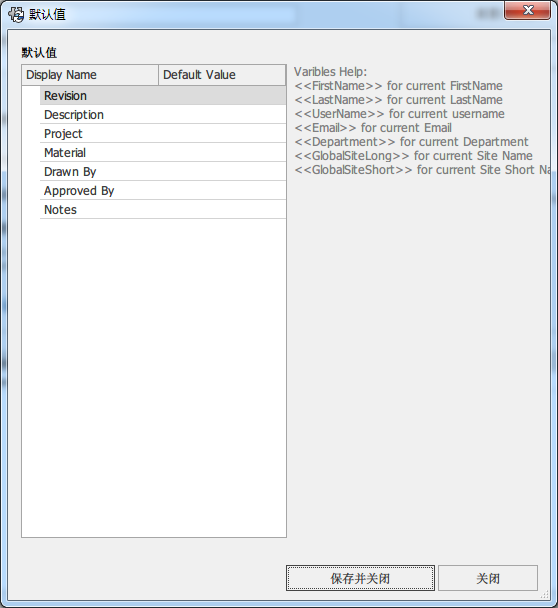 默认值
默认值
Display Name Default Value
Revision
Description
Project
Material
Drawn By
Approved By
Notes
Varibles Help:
<<FirstName>> for current FirstName
<<LastName>> for current LastName
<<UserName>> for current username
<<Email>> for current Email
<<Department>> for current Department
<<GlobalSiteLong>> for current Site Name
<<GlobalSiteShort>> for current Site Short Na
保存并关闭 关闭